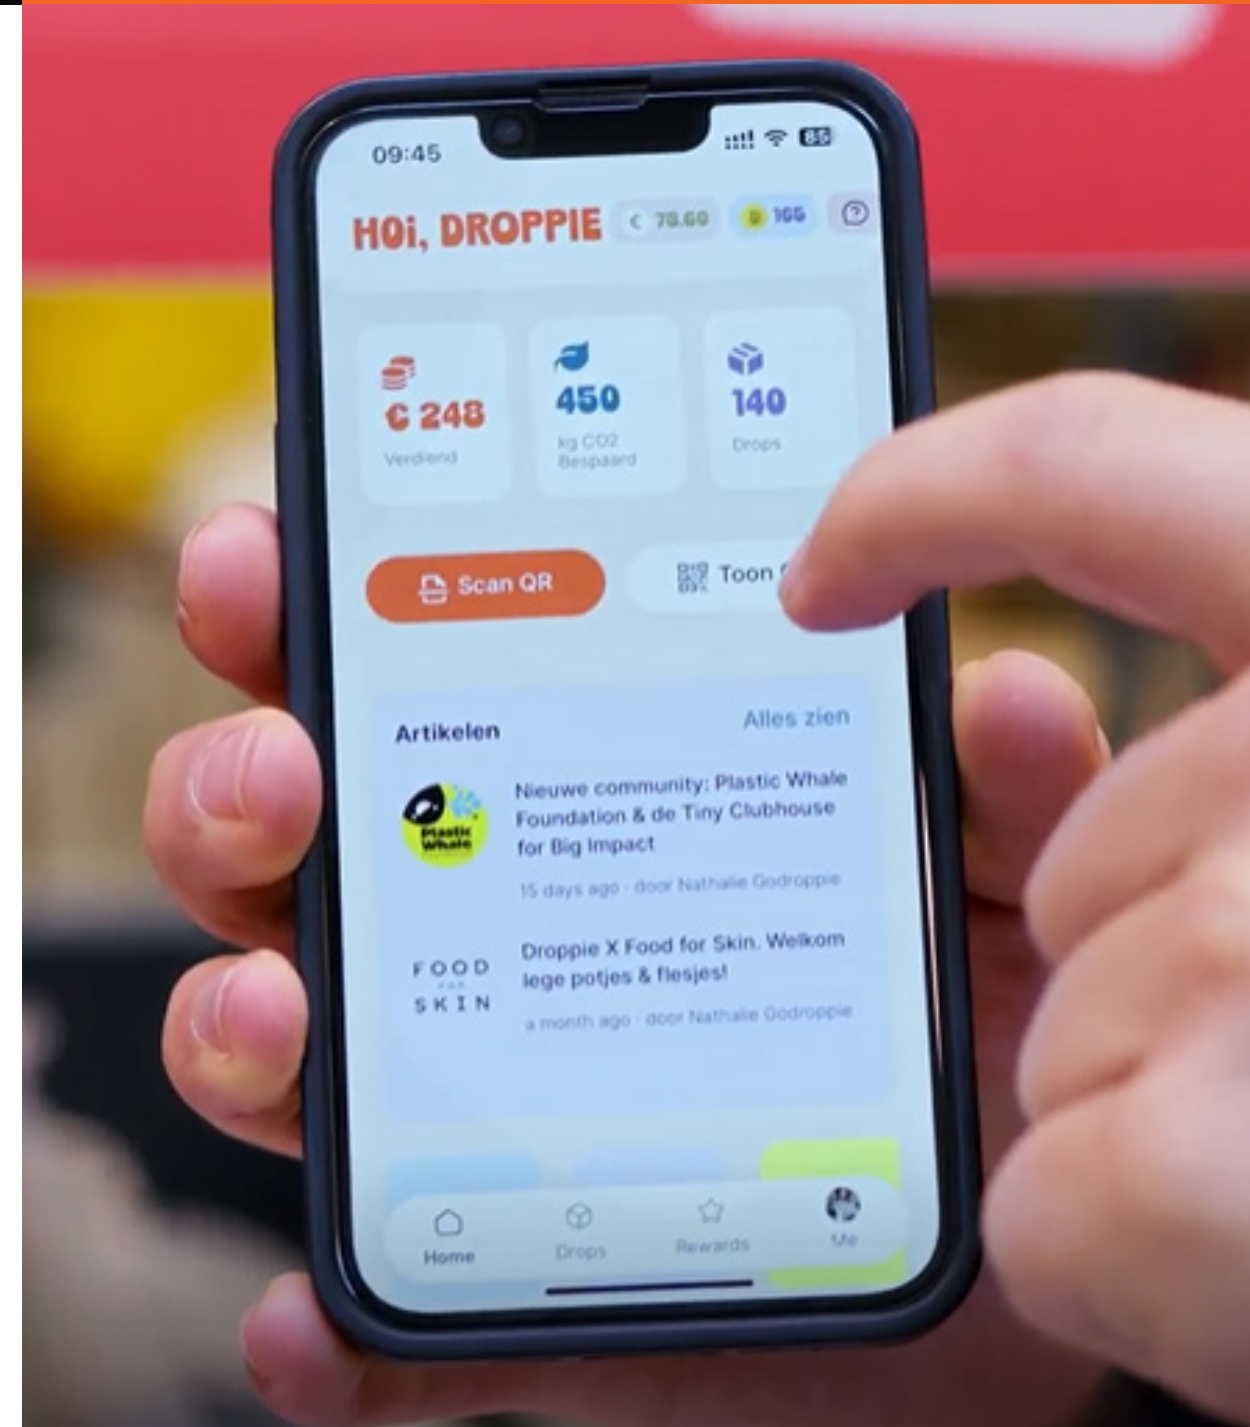 09:45
85
HOi, DROPPIE
€ 78.60
165
€ 248
Verdiend
450
kg CO2
Bespaard
140
Drops
Scan QR
Toon
Artikelen
Alles zien
Plastic
Whale
Nieuwe community: Plastic Whale
Foundation & de Tiny Clubhouse
for Big Impact
15 days ago · door Nathalie Godroppie
FOOD
SKIN
Droppie X Food for Skin. Welkom
lege potjes & flesjes!
a month ago · door Nathalie Godroppie
Home
Drops
Rewards
Me